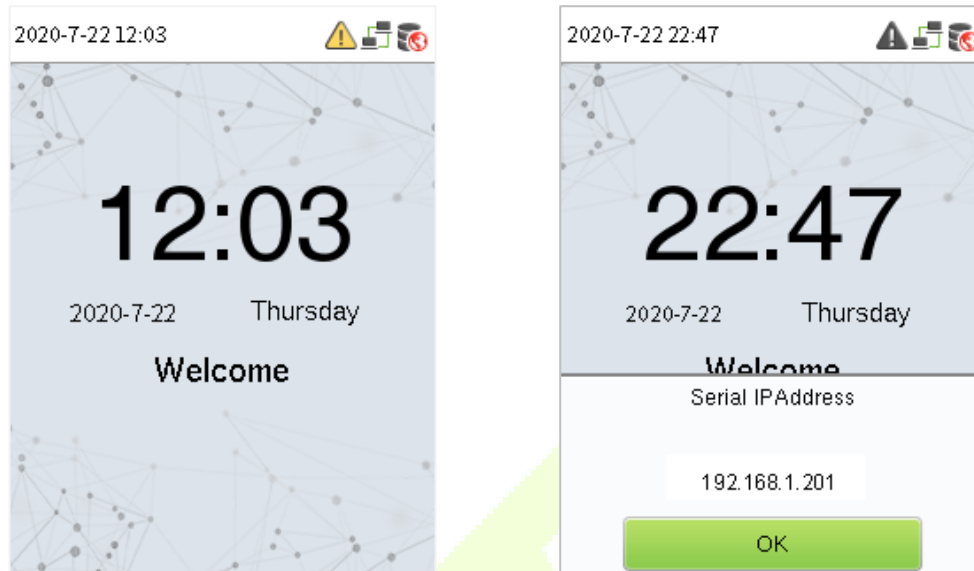 2020-7-22 12:03
12:03
2020-7-22 Thursday
Welcome
2020-7-22 22:47
22:47
2020-7-22 Thursday
Welcome
Serial IPAddress
192.168.1.201
OK